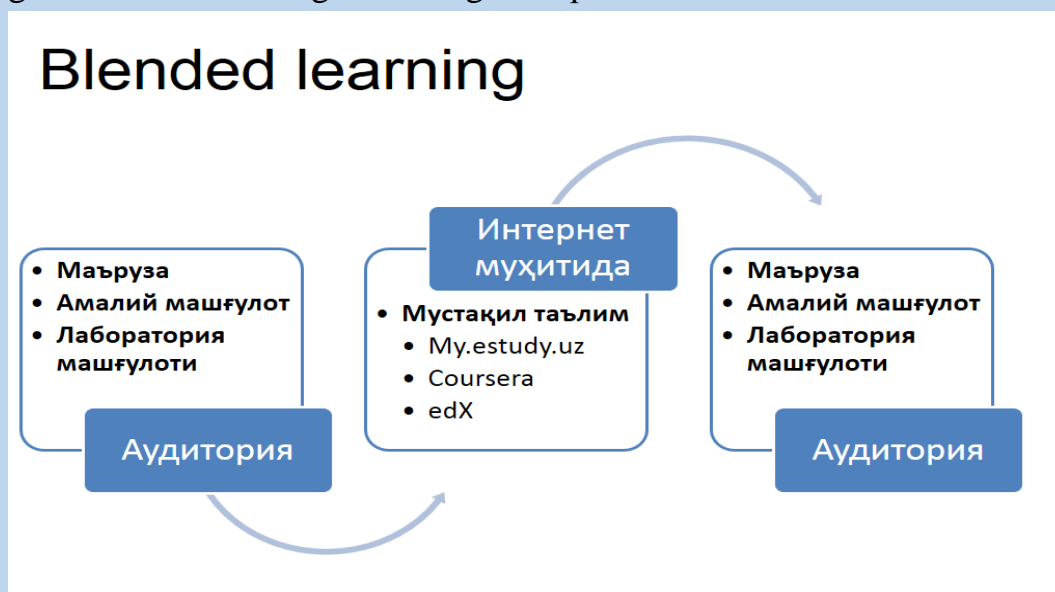 Blended learning
• Маъруза
• Амалий машғулот
• Лаборатория
машғулоти
Аудитория
Интернет
муҳитида
• Мустақил таълим
• My.estudy.uz
• Coursera
• edX
• Маъруза
• Амалий машғулот
• Лаборатория
машғулоти
Аудитория